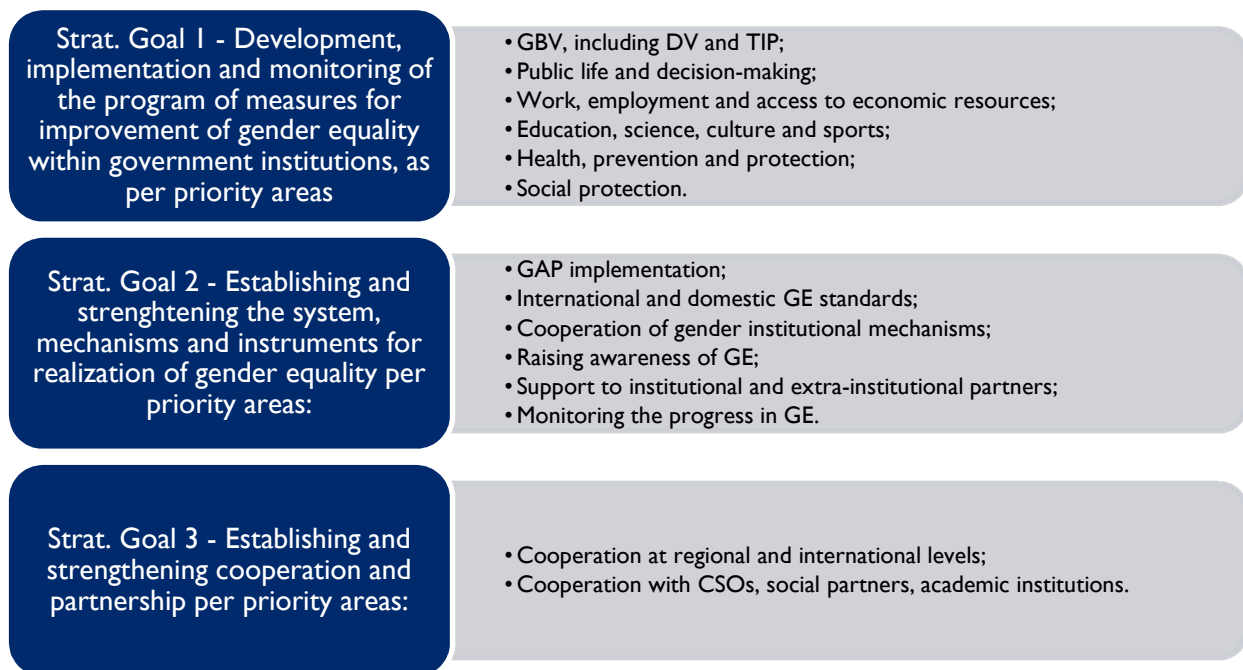 Strat. Goal 1 - Development,
implementation and monitoring of
the program of measures for
improvement of gender equality
within government institutions, as
per priority areas
• GBV, including DV and TIP;
• Public life and decision-making;
• Work, employment and access to economic resources;
• Education, science, culture and sports;
• Health, prevention and protection;
• Social protection.
Strat. Goal 2 - Establishing and
strenghtening the system,
mechanisms and instruments for
realization of gender equality per
priority areas:
• GAP implementation;
• International and domestic GE standards;
• Cooperation of gender institutional mechanisms;
• Raising awareness of GE;
• Support to institutional and extra-institutional partners;
• Monitoring the progress in GE.
Strat. Goal 3 - Establishing and
strengthening cooperation and
partnership per priority areas:
• Cooperation at regional and international levels;
• Cooperation with CSOs, social partners, academic institutions.